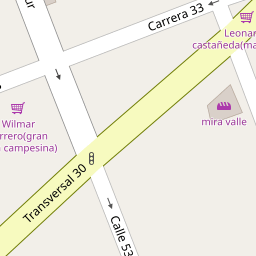 Carrera 33
Leonar
castañeda(ma
mira valle
Wilmar
rrero(gran
campesina)
Transversal 30
Calle 53